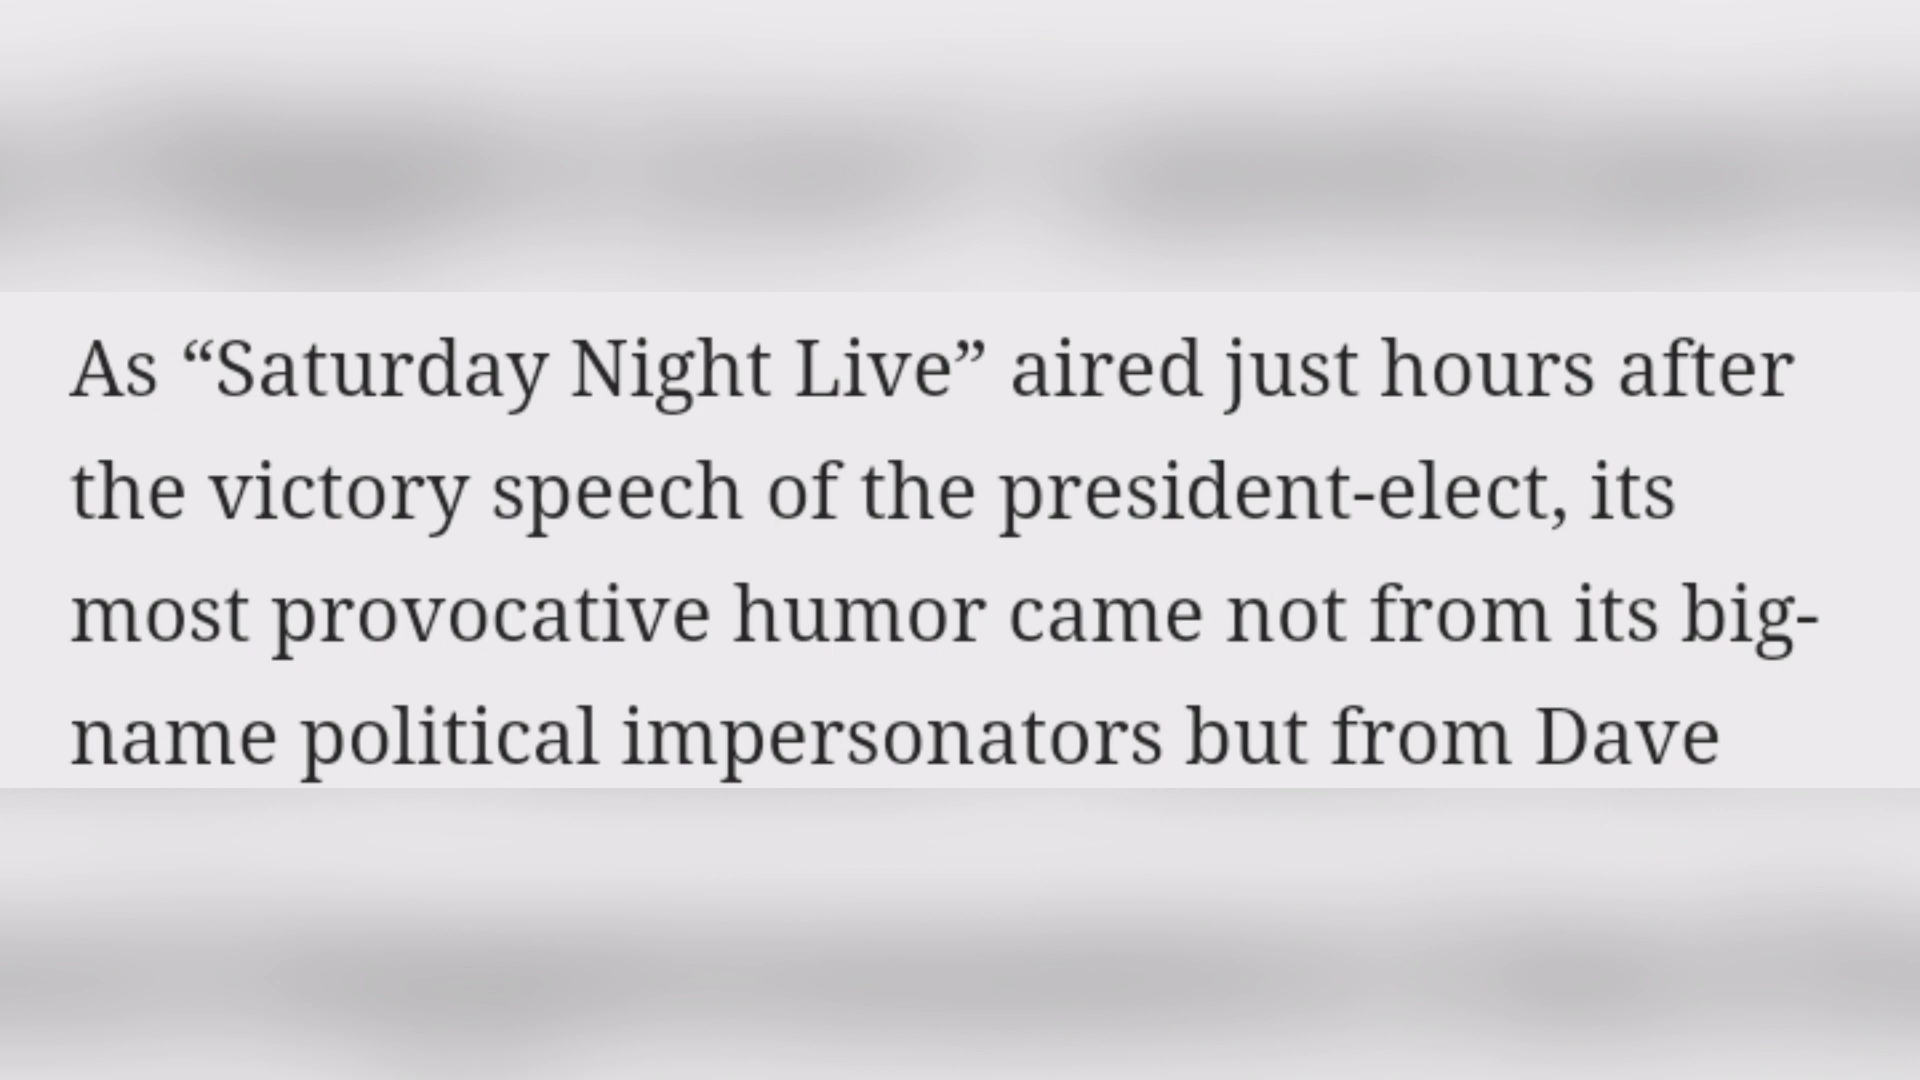 As “Saturday Night Live” aired just hours after
the victory speech of the president-elect, its
most provocative humor came not from its big-
name political impersonators but from Dave